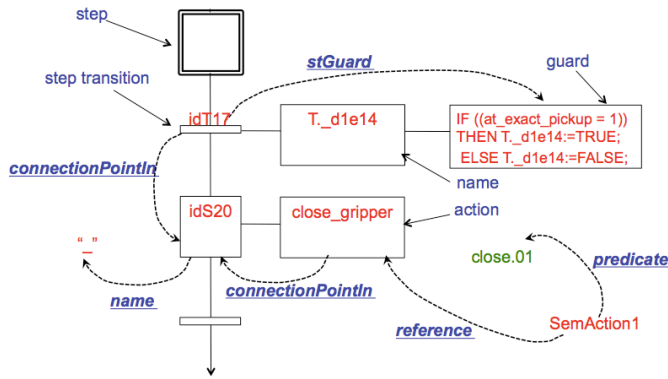 step
stGuard
guard
step transition
idT17
T._d1e14
IF ((at_exact_pickup = 1))
THEN T._d1e14:=TRUE;
ELSE T._d1e14:=FALSE;
connectionPointIn
name
action
idS20
close_gripper
"_"
close.01
predicate
name
connectionPointIn
reference
SemAction1